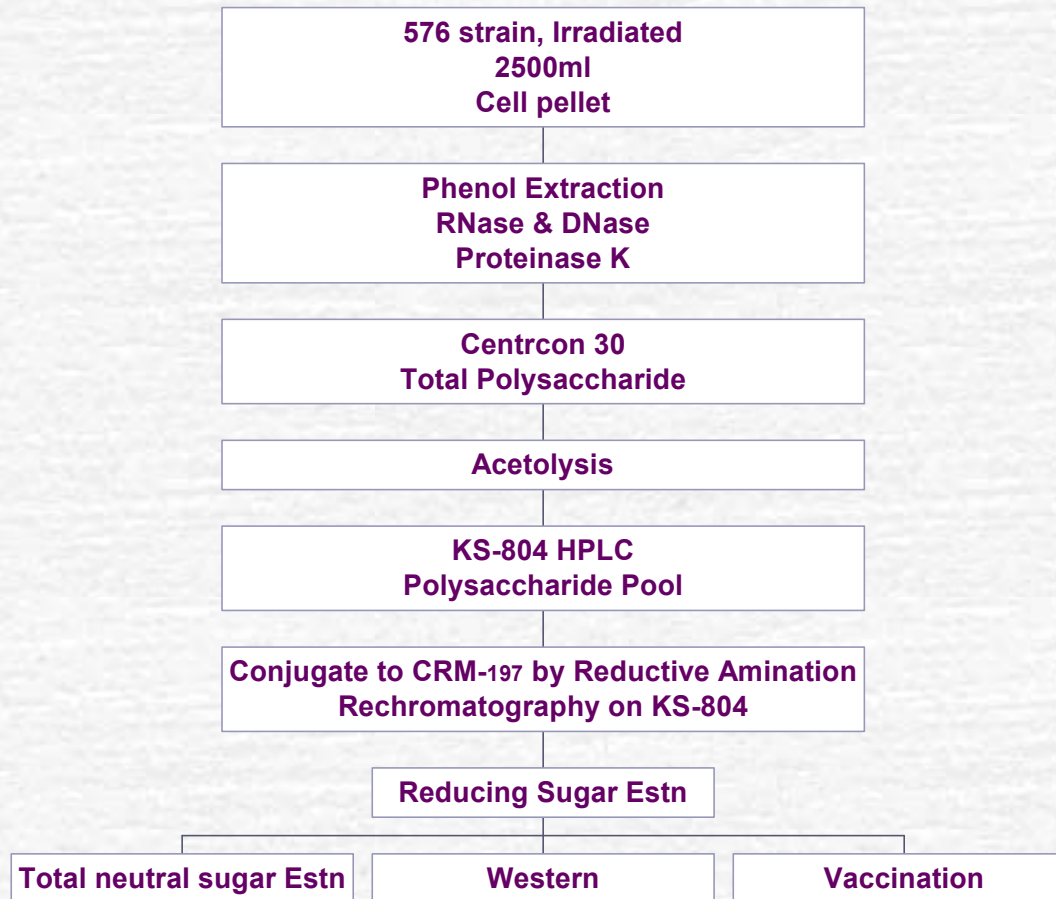 576 strain, Irradiated
2500ml
Cell pellet
Phenol Extraction
RNase & DNase
Proteinase K
Centrcon 30
Total Polysaccharide
Acetolysis
KS-804 HPLC
Polysaccharide Pool
Conjugate to CRM-197 by Reductive Amination
Rechromatography on KS-804
Reducing Sugar Estn
Total neutral sugar Estn
Western
Vaccination